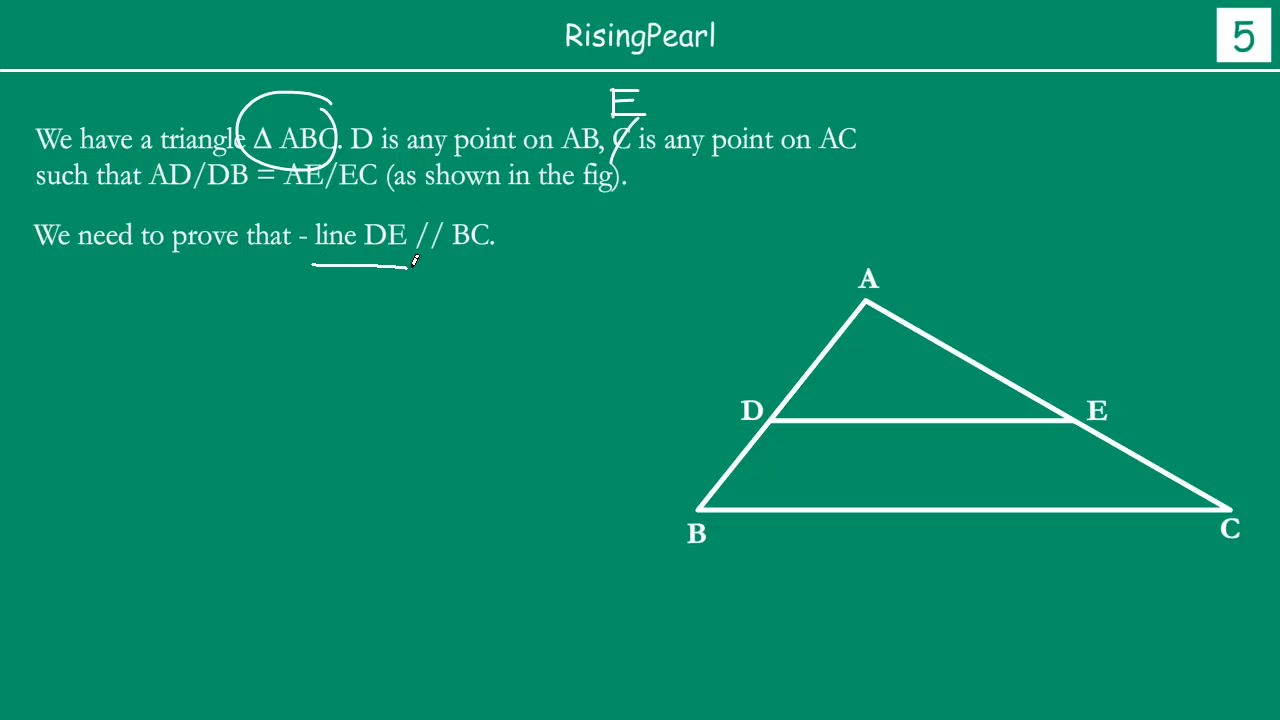 RisingPearl
5
E
We have a triangle Δ ABC. D is any point on AB, C is any point on AC
such that AD/DB = AE/EC (as shown in the fig).
We need to prove that - line DE // BC.
A
D
E
B
C